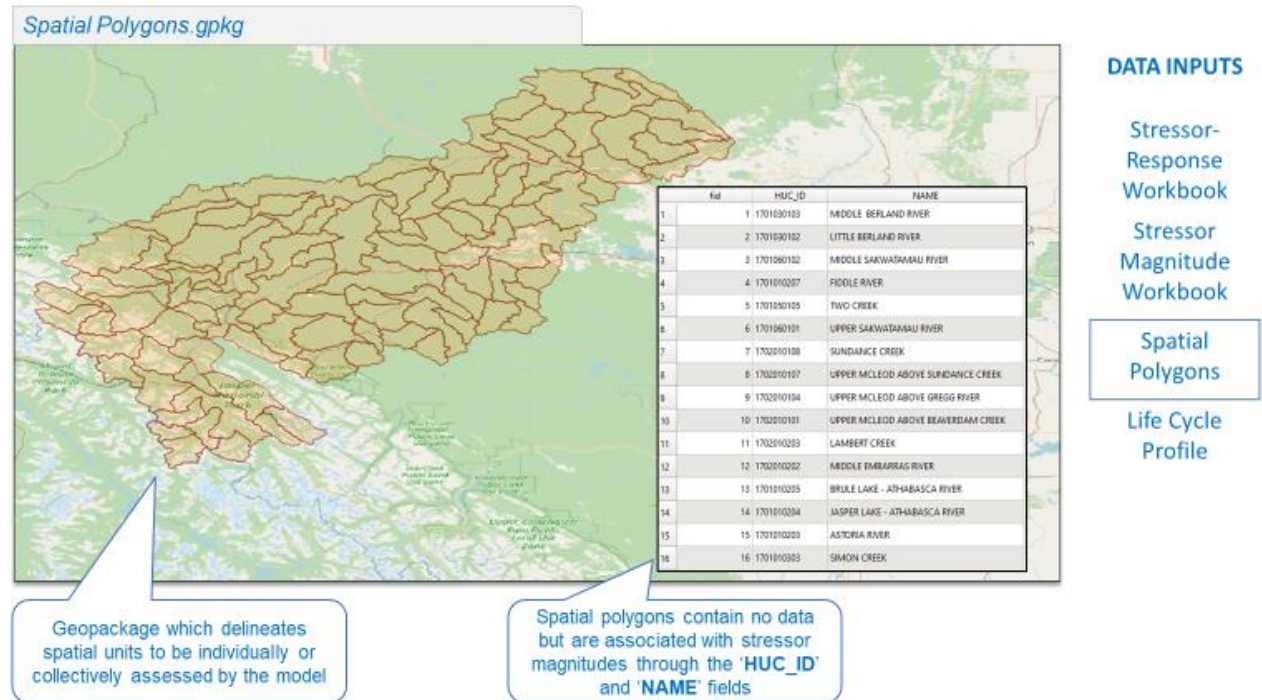 Spatial Polygons.gpkg
fid HUC_ID NAME
1 1 1701030103 MIDDLE BERLAND RIVER
2 2 1701030102 LITTLE BERLAND RIVER
3 3 1701060102 MIDDLE SAKWATAMAU RIVER
4 4 1701010207 FIDDLE RIVER
5 5 1701050105 TWO CREEK
6 6 1701060101 UPPER SAKWATAMAU RIVER
7 7 1702010108 SUNDANCE CREEK
8 8 1702010107 UPPER MCLEOD ABOVE SUNDANCE CREEK
9 9 1702010104 UPPER MCLEOD ABOVE GREGG RIVER
10 10 1702010101 UPPER MCLEOD ABOVE BEAVERDAM CREEK
11 11 1702010203 LAMBERT CREEK
12 12 1702010202 MIDDLE EMBARRAS RIVER
13 13 1701010205 BRULE LAKE - ATHABASCA RIVER
14 14 1701010204 JASPER LAKE - ATHABASCA RIVER
15 15 1701010203 ASTORIA RIVER
16 16 1701010303 SIMON CREEK
Jasper
National
Park
Geopackage which delineates
spatial units to be individually or
collectively assessed by the model
Spatial polygons contain no data
but are associated with stressor
magnitudes through the 'HUC_ID'
and 'NAME' fields
DATA INPUTS
Stressor-
Response
Workbook
Stressor
Magnitude
Workbook
Spatial
Polygons
Life Cycle
Profile